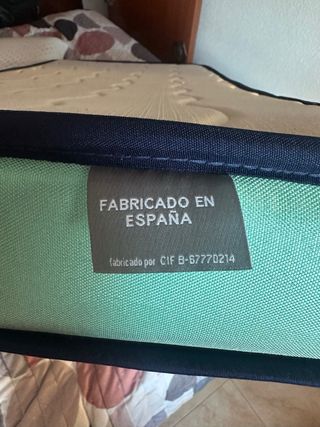 FABRICADO EN
ESPAÑA
fabricado por CIF B-67770214